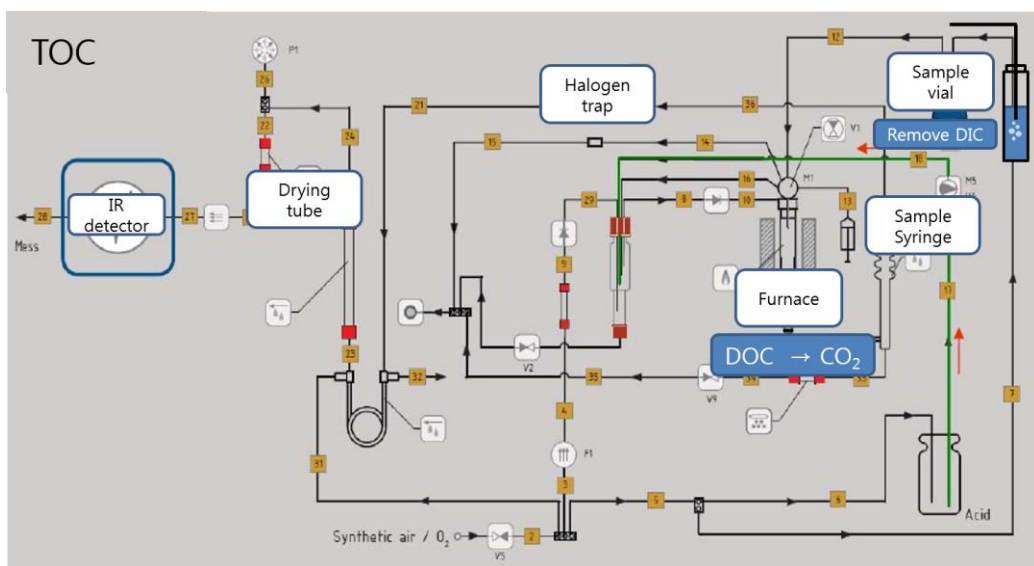 TOC
P1
26
22
24
21
Halogen
trap
36
12
Sample
vial
Remove DIC
15
14
V1
18
M5
16
M1
29
8
10
13
28
IR
detector
27
Drying
tube
Mess
Sample
Syringe
9
Furnace
17
DOC → CO₂
23
32
V2
35
V9
7
4
31
F1
3
5
6
Synthetic air / O₂
V5
2
Acid